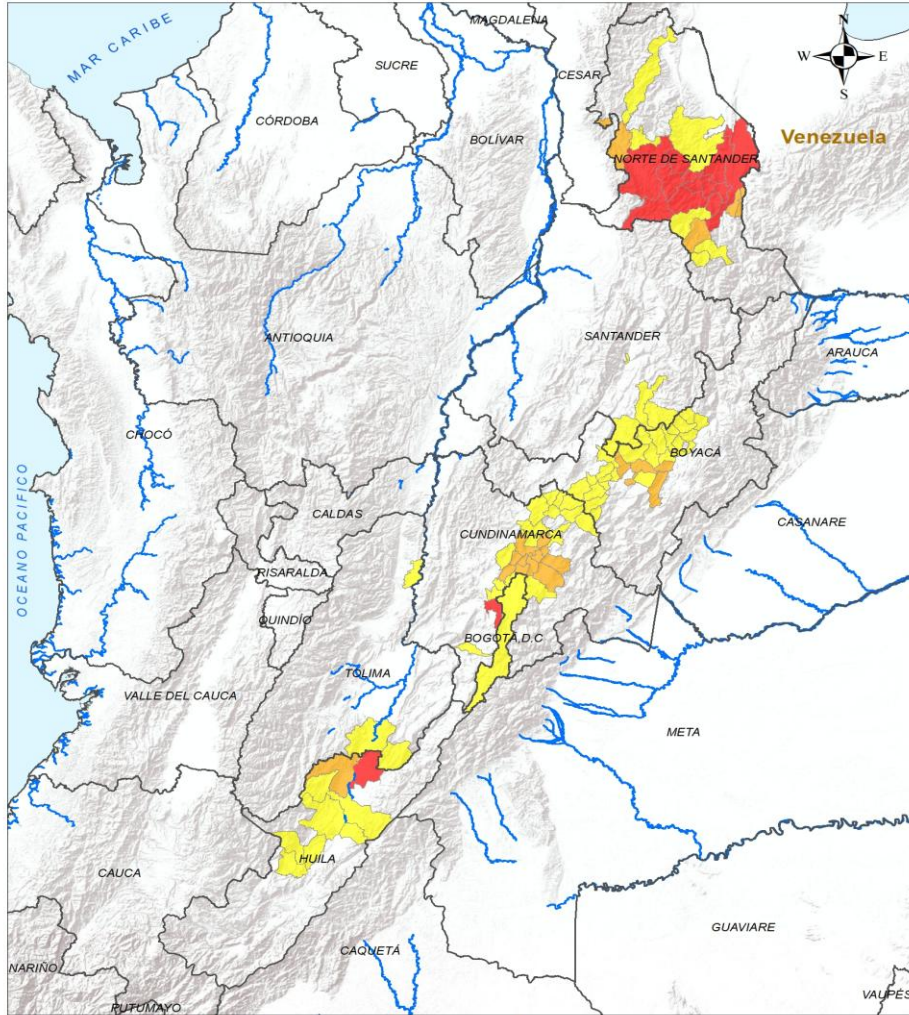 MAGDALENA
N
MAR CARIBE
SUCRE
W
E
CESAR
S
CÓRDOBA
BOLÍVAR
Venezuela
NORTE DE SANTANDER
ANTIOQUIA
SANTANDER
ARAUCA
CHOCÓ
BOYACÁ
OCEANO PACIFICO
CALDAS
CASANARE
CUNDINAMARCA
RISARALDA
QUINDÍO
BOGOTÁ, D.C
TOLIMA
VALLE DEL CAUCA
META
HUILA
CAUCA
GUAVIARE
CAQUETÁ
NARIÑO
VAUPÉS
PUTUMAYO